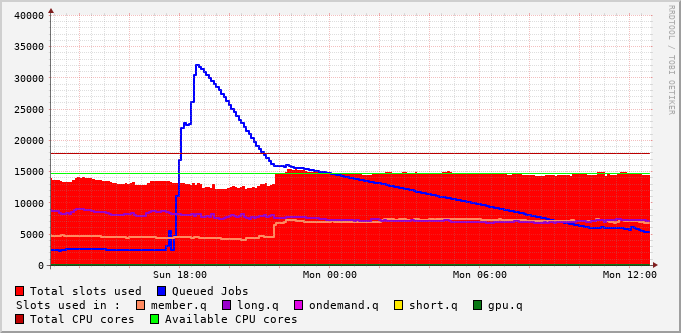 40000
35000
30000
25000
20000
15000
10000
5000
0
Sun 18:00 Mon 00:00 Mon 06:00 Mon 12:00
RRDTOOL / TOBI OETIKER
Total slots used Queued Jobs
Slots used in : member.q long.q ondemand.q short.q gpu.q
Total CPU cores Available CPU cores